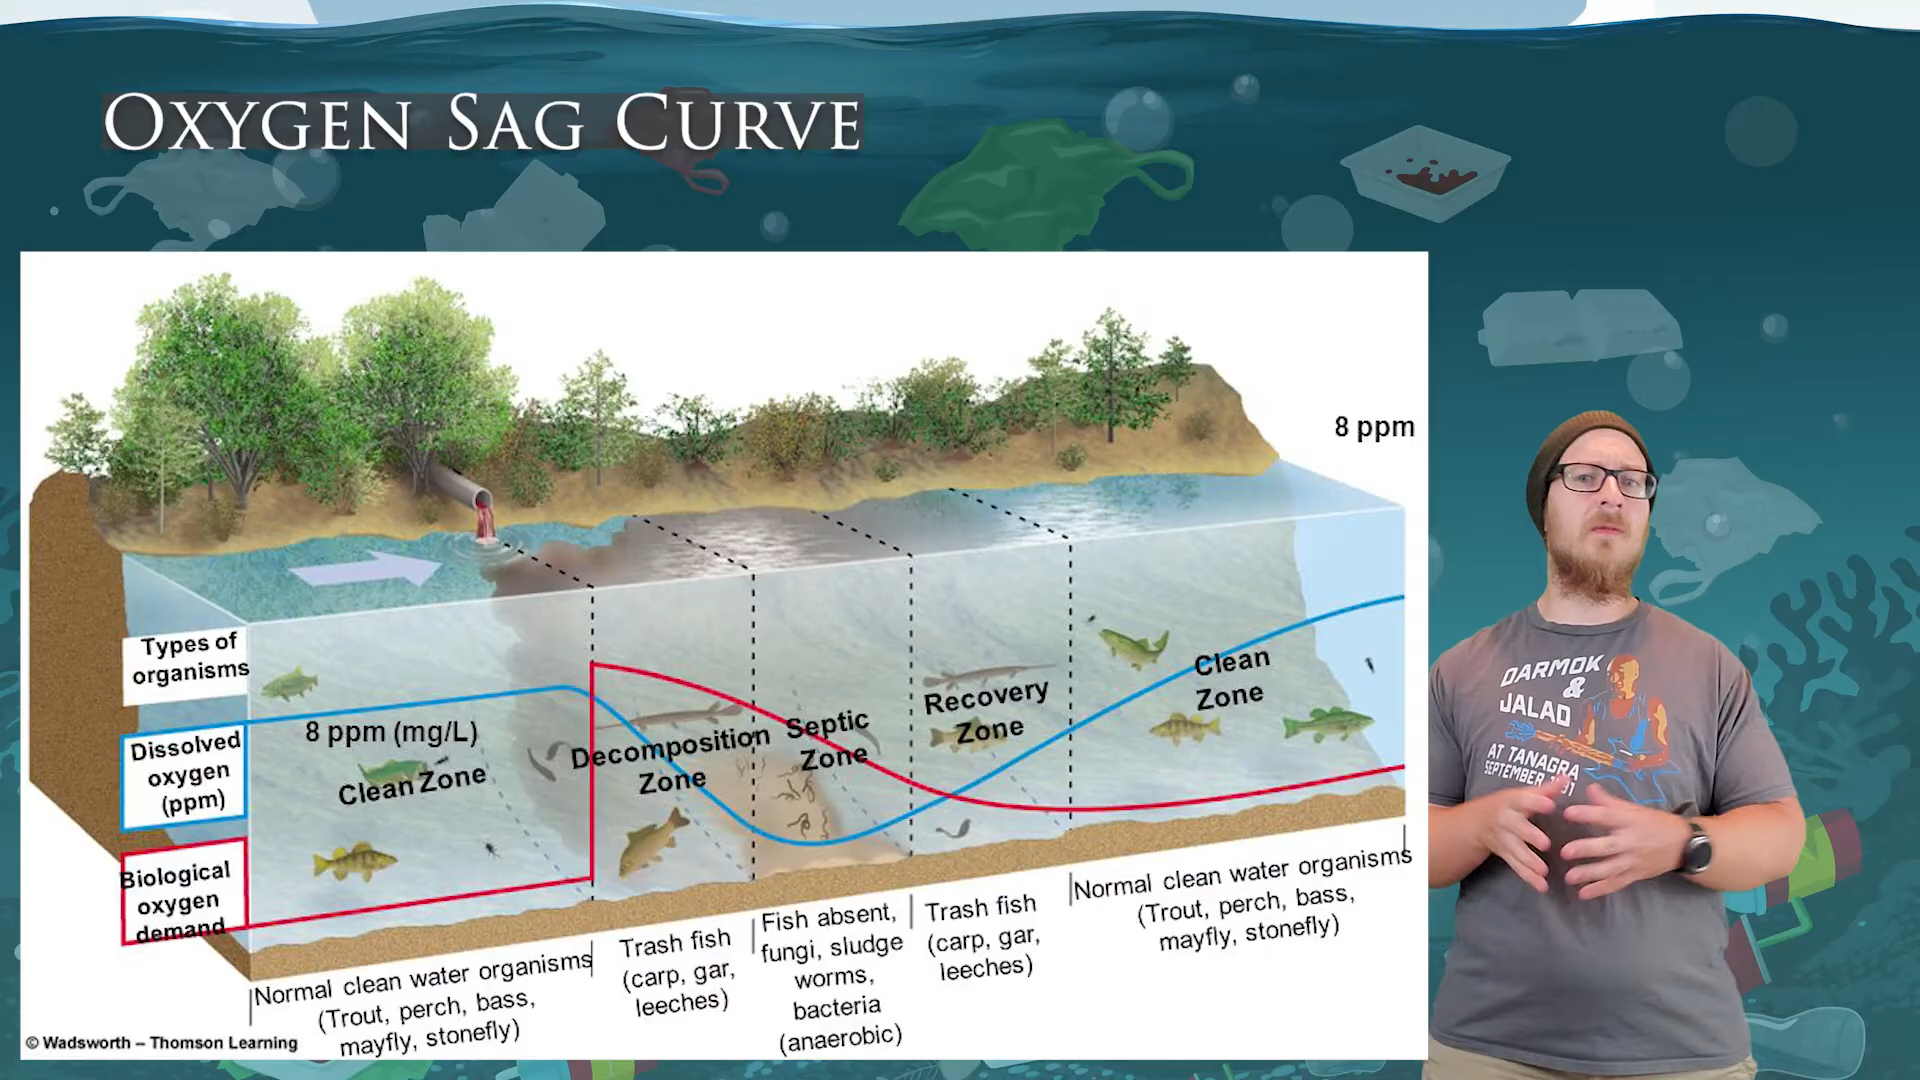 OXYGEN SAG CURVE
8 ppm
Types of
organisms
Dissolved
oxygen
(ppm)
Biological
oxygen
demand
8 ppm (mg/L)
Clean Zone
Decomposition
Zone
Septic
Zone
Recovery
Zone
Clean
Zone
Normal clean water organisms
(Trout, perch, bass,
mayfly, stonefly)
Trash fish
(carp, gar,
leeches)
Fish absent,
fungi, sludge
worms,
bacteria
(anaerobic)
Trash fish
(carp, gar,
leeches)
Normal clean water organisms
(Trout, perch, bass,
mayfly, stonefly)
© Wadsworth – Thomson Learning
DARMOK
&
JALAD
AT TANAGRA
SEPTEMBER